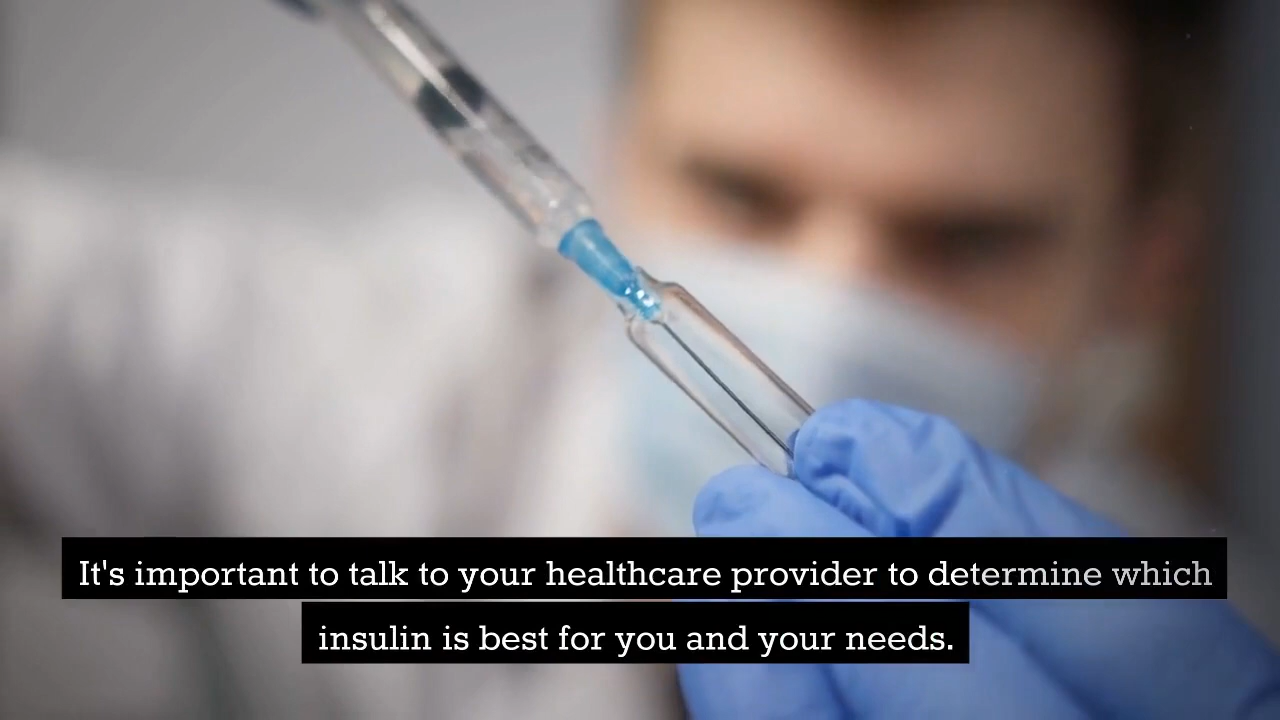 It's important to talk to your healthcare provider to determine which
insulin is best for you and your needs.